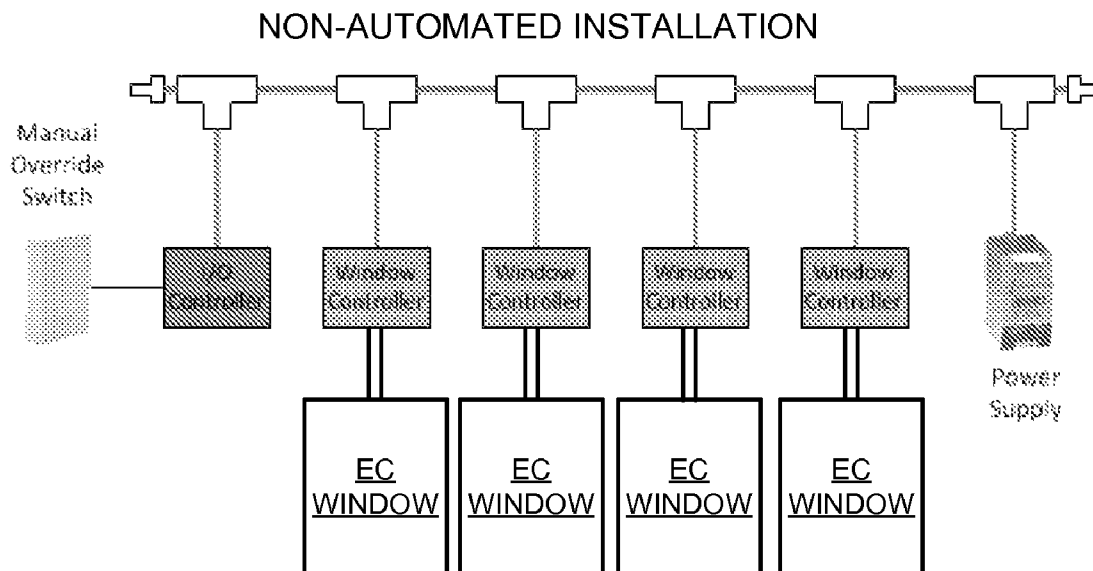 NON-AUTOMATED INSTALLATION
Manual
Override
Switch
I/O
Controller
Window
Controller
Window
Controller
Window
Controller
Window
Controller
Power
Supply
EC
WINDOW
EC
WINDOW
EC
WINDOW
EC
WINDOW